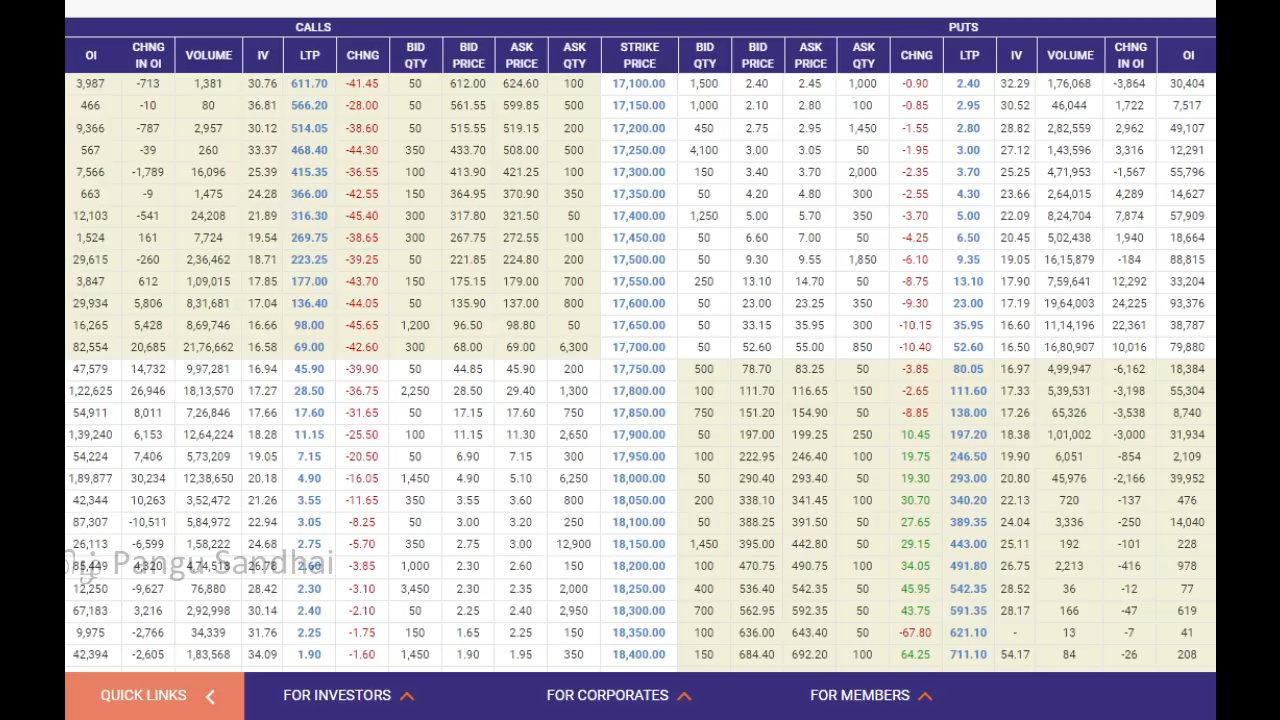 CALLS PUTS
OI CHNG IN OI VOLUME IV LTP CHNG BID QTY BID PRICE ASK PRICE ASK QTY STRIKE PRICE BID QTY BID PRICE ASK PRICE ASK QTY CHNG LTP IV VOLUME CHNG IN OI OI
3,987 -713 1,381 30.76 611.70 -41.45 50 612.00 624.60 100 17,100.00 1,500 2.40 2.45 1,000 -0.90 2.40 32.29 1,76,068 -3,864 30,404
466 -10 80 36.81 566.20 -28.00 50 561.55 599.85 500 17,150.00 1,000 2.10 2.80 100 -0.85 2.95 30.52 46,044 1,722 7,517
9,366 -787 2,957 30.12 514.05 -38.60 50 515.55 519.15 200 17,200.00 450 2.75 2.95 1,450 -1.55 2.80 28.82 2,82,559 2,962 49,107
567 -39 260 33.37 468.40 -44.30 350 433.70 508.00 500 17,250.00 4,100 3.00 3.05 50 -1.95 3.00 27.12 1,43,596 3,316 12,291
7,566 -1,789 16,096 25.39 415.35 -36.55 100 413.90 421.25 100 17,300.00 150 3.40 3.70 2,000 -2.35 3.70 25.25 4,71,953 -1,567 55,796
663 -9 1,475 24.28 366.00 -42.55 150 364.95 370.90 350 17,350.00 50 4.20 4.80 300 -2.55 4.30 23.66 2,64,015 4,289 14,627
12,103 -541 24,208 21.89 316.30 -45.40 300 317.80 321.50 50 17,400.00 1,250 5.00 5.70 350 -3.70 5.00 22.09 8,24,704 7,874 57,909
1,524 161 7,724 19.54 269.75 -38.65 300 267.75 272.55 100 17,450.00 50 6.60 7.00 50 -4.25 6.50 20.45 5,02,438 1,940 18,664
29,615 -260 2,36,462 18.71 223.25 -39.25 50 221.85 224.80 200 17,500.00 50 9.30 9.55 1,850 -6.10 9.35 19.05 16,15,879 -184 88,815
3,847 612 1,09,015 17.85 177.00 -43.70 150 175.15 179.00 700 17,550.00 250 13.10 14.70 50 -8.75 13.10 17.90 7,59,641 12,292 33,204
29,934 5,806 8,31,681 17.04 136.40 -44.05 50 135.90 137.00 800 17,600.00 50 23.00 23.25 350 -9.30 23.00 17.19 19,64,003 24,225 93,376
16,265 5,428 8,69,746 16.66 98.00 -45.65 1,200 96.50 98.80 50 17,650.00 50 33.15 35.95 300 -10.15 35.95 16.60 11,14,196 22,361 38,787
82,554 20,685 21,76,662 16.58 69.00 -42.60 300 68.00 69.00 6,300 17,700.00 50 52.60 55.00 850 -10.40 52.60 16.50 16,80,907 10,016 79,880
47,579 14,732 9,97,281 16.94 45.90 -39.90 50 44.85 45.90 200 17,750.00 500 78.70 83.25 50 -3.85 80.05 16.97 4,99,947 -6,162 18,384
1,22,625 26,946 18,13,570 17.27 28.50 -36.75 2,250 28.50 29.40 1,300 17,800.00 100 111.70 116.65 150 -2.65 111.60 17.33 5,39,531 -3,198 55,304
54,911 8,011 7,26,846 17.66 17.60 -31.65 50 17.15 17.60 750 17,850.00 750 151.20 154.90 50 -8.85 138.00 17.26 65,326 -3,538 8,740
1,39,240 6,153 12,64,224 18.28 11.15 -25.50 100 11.15 11.30 2,650 17,900.00 50 197.00 199.25 250 10.45 197.20 18.38 1,01,002 -3,000 31,934
54,224 7,406 5,73,209 19.05 7.15 -20.50 50 6.90 7.15 300 17,950.00 100 222.95 246.40 100 19.75 246.50 19.90 6,051 -854 2,109
1,89,877 30,234 12,38,650 20.18 4.90 -16.05 1,450 4.90 5.10 6,250 18,000.00 50 290.40 293.40 50 19.30 293.00 20.80 45,976 -2,166 39,952
42,344 10,263 3,52,472 21.26 3.55 -11.65 350 3.55 3.60 800 18,050.00 200 338.10 341.45 100 30.70 340.20 22.13 720 -137 476
87,307 -10,511 5,84,972 22.94 3.05 -8.25 50 3.00 3.20 250 18,100.00 50 388.25 391.50 50 27.65 389.35 24.04 3,336 -250 14,040
26,113 -6,599 1,58,222 24.68 2.75 -5.70 350 2.75 3.00 12,900 18,150.00 1,450 395.00 442.80 50 29.15 443.00 25.11 192 -101 228
Pangu Sandhai
85,449 4,320 4,74,518 26.78 2.60 -3.85 1,000 2.30 2.60 150 18,200.00 100 470.75 490.75 100 34.05 491.80 26.75 2,213 -416 978
12,250 -9,627 76,880 28.42 2.30 -3.10 3,450 2.30 2.35 2,000 18,250.00 400 536.40 542.35 50 45.95 542.35 28.52 36 -12 77
67,183 3,216 2,92,998 30.14 2.40 -2.10 50 2.25 2.40 2,950 18,300.00 700 562.95 592.35 50 43.75 591.35 28.17 166 -47 619
9,975 -2,766 34,339 31.76 2.25 -1.75 150 1.65 2.25 150 18,350.00 100 636.00 643.40 50 -67.80 621.10 - 13 -7 41
42,394 -2,605 1,83,568 34.09 1.90 -1.60 1,450 1.90 1.95 350 18,400.00 150 684.40 692.20 100 64.25 711.10 54.17 84 -26 208
QUICK LINKS FOR INVESTORS FOR CORPORATES FOR MEMBERS